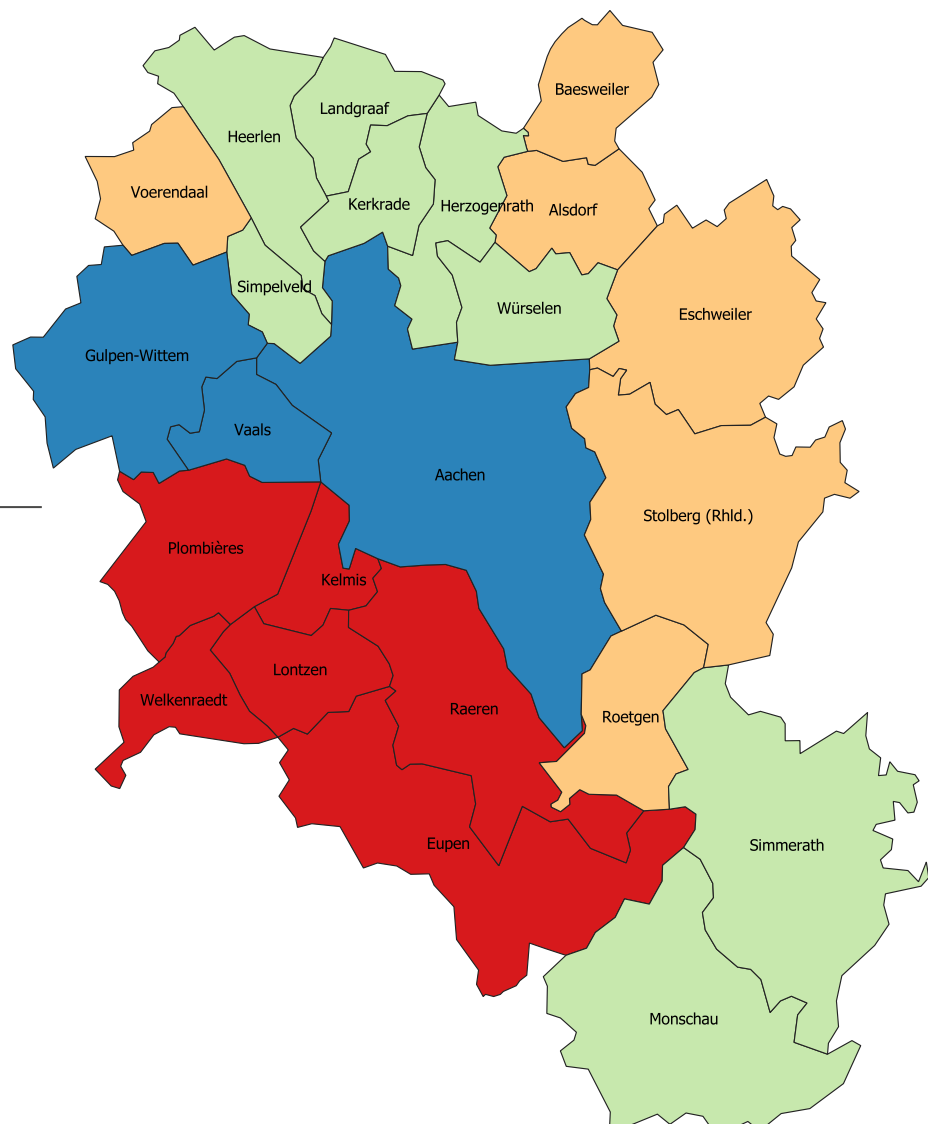 Baesweiler
Landgraaf
Heerlen
Voerendaal
Kerkrade
Herzogenrath
Alsdorf
Simpelveld
Würselen
Eschweiler
Gulpen-Wittem
Vaals
Aachen
Stolberg (Rhld.)
Plombières
Kelmis
Lontzen
Welkenraedt
Raeren
Roetgen
Eupen
Simmerath
Monschau